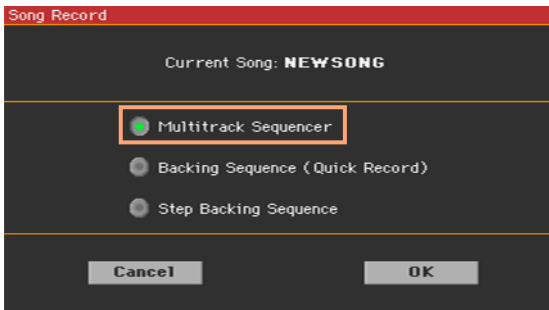 Song Record
Current Song: NEWSONG
Multitrack Sequencer
Backing Sequence (Quick Record)
Step Backing Sequence
Cancel OK